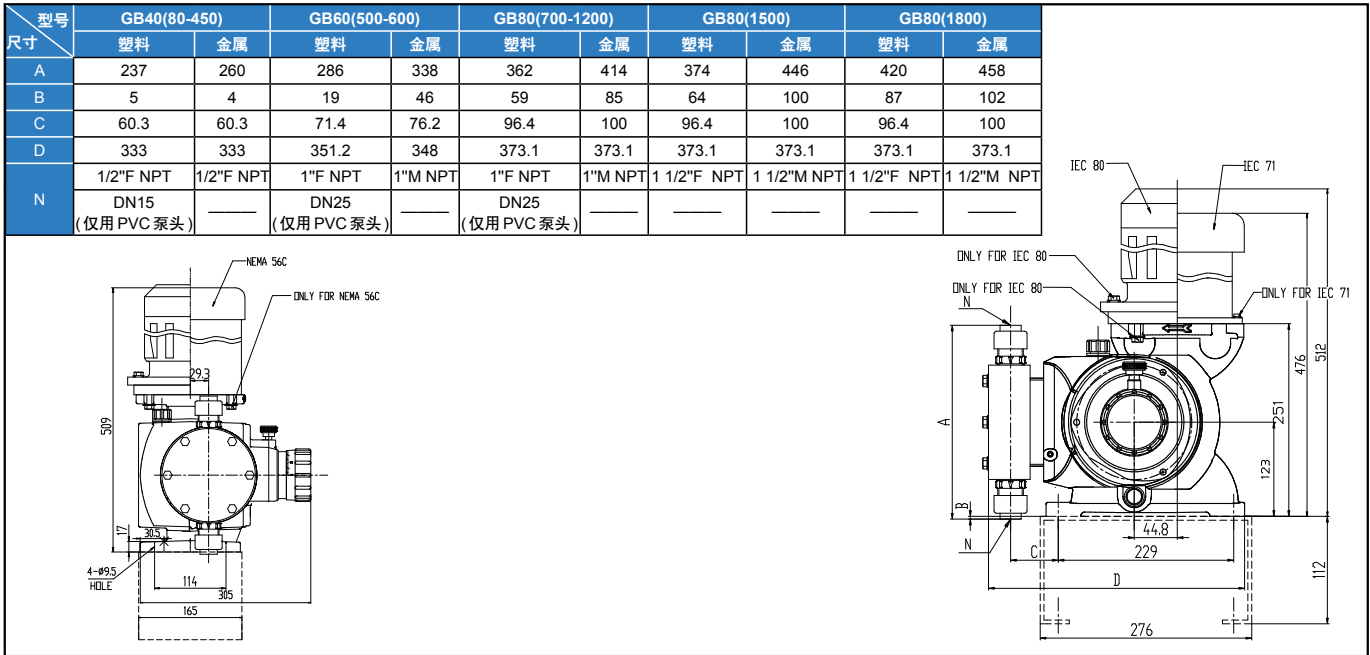 型号 GB40(80-450) GB60(500-600) GB80(700-1200) GB80(1500) GB80(1800)
尺寸 塑料 金属 塑料 金属 塑料 金属 塑料 金属 塑料 金属
A 237 260 286 338 362 414 374 446 420 458
B 5 4 19 46 59 85 64 100 87 102
C 60.3 60.3 71.4 76.2 96.4 100 96.4 100 96.4 100
D 333 333 351.2 348 373.1 373.1 373.1 373.1 373.1 373.1
N 1/2"F NPT 1/2"F NPT 1"F NPT 1"M NPT 1"F NPT 1"M NPT 1 1/2"F NPT 1 1/2"M NPT 1 1/2"F NPT 1 1/2"M NPT
DN15 ——— DN25 ——— DN25 ——— ——— ——— ——— ———
(仅用PVC泵头) (仅用PVC泵头) (仅用PVC泵头)
NEMA 56C
ONLY FOR NEMA 56C
29.3
509
17
30.5
4-ø9.5
HOLE
114
305
165
IEC 80
IEC 71
ONLY FOR IEC 80
ONLY FOR IEC 80
ONLY FOR IEC 71
N
A
B
N
C
44.8
229
D
276
123
251
476
512
112